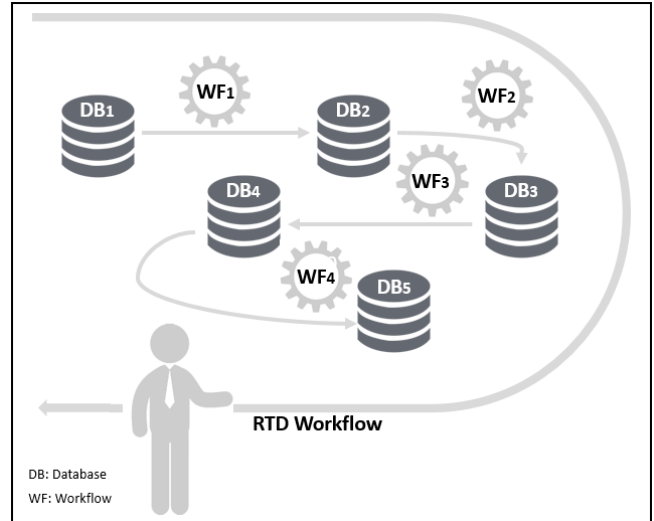 WF1
WF2
DB1
DB2
WF3
DB4
DB3
WF4
DB5
RTD Workflow
DB: Database
WF: Workflow